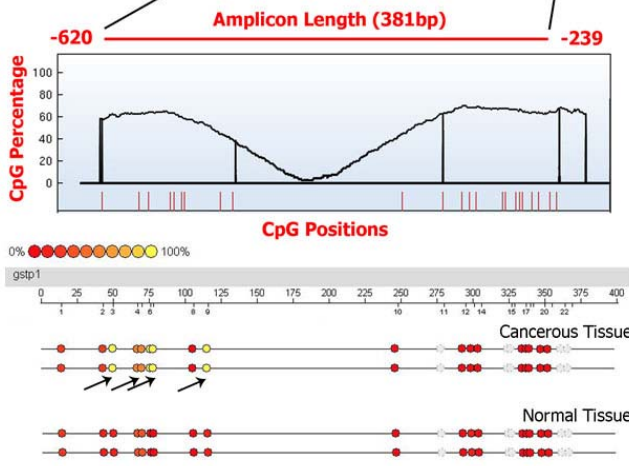 Amplicon Length (381bp)
-620 -239
CpG Percentage
100
80
60
40
20
0
CpG Positions
0% 100%
gstp1
0 25 50 75 100 125 150 175 200 225 250 275 300 325 350 375 400
1 2 3 4 6 8 9 10 11 12 14 15 17 20 22
Cancerous Tissue
Normal Tissue